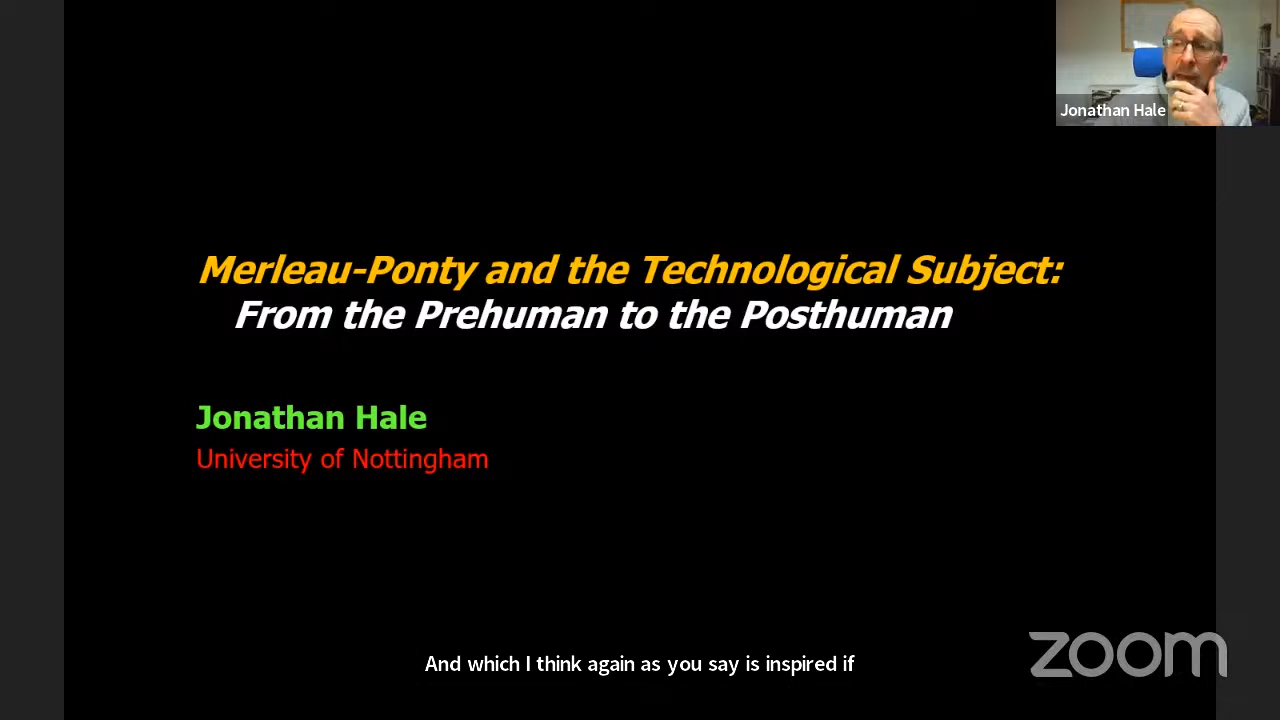 Jonathan Hale
Merleau-Ponty and the Technological Subject:
From the Prehuman to the Posthuman
Jonathan Hale
University of Nottingham
And which I think again as you say is inspired if
zoom